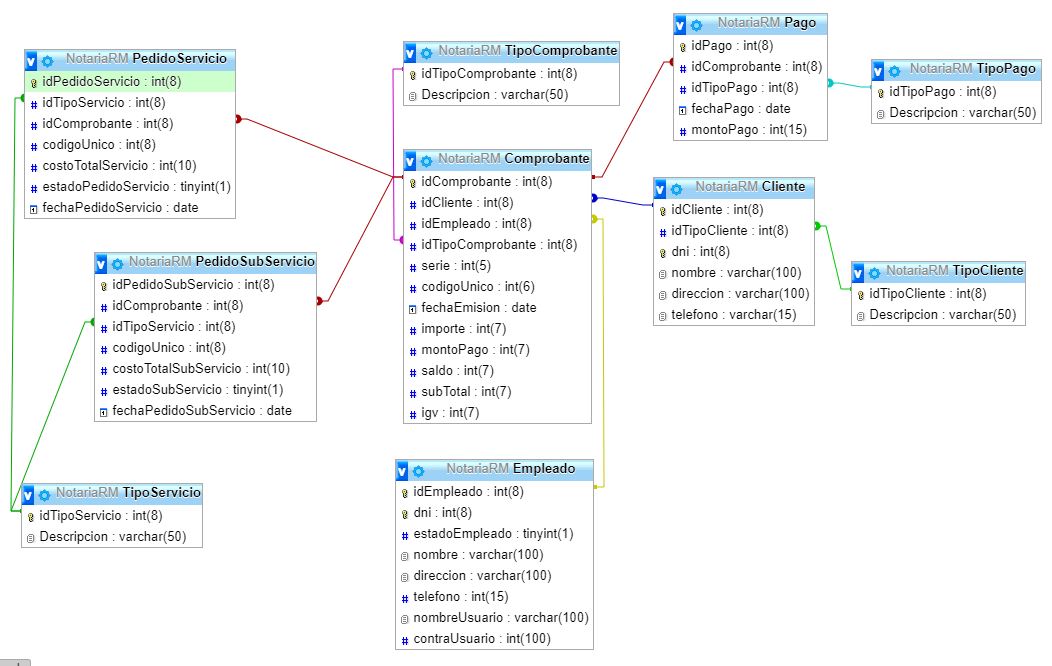 NotariaRM PedidoServicio
idPedidoServicio : int(8)
idTipoServicio : int(8)
idComprobante : int(8)
codigoUnico : int(8)
costoTotalServicio : int(10)
estadoPedidoServicio : tinyint(1)
fechaPedidoServicio : date
NotariaRM PedidoSubServicio
idPedidoSubServicio : int(8)
idComprobante : int(8)
idTipoServicio : int(8)
codigoUnico : int(8)
costoTotalSubServicio : int(10)
estadoSubServicio : tinyint(1)
fechaPedidoSubServicio : date
NotariaRM TipoServicio
idTipoServicio : int(8)
Descripcion : varchar(50)
NotariaRM TipoComprobante
idTipoComprobante : int(8)
Descripcion : varchar(50)
NotariaRM Comprobante
idComprobante : int(8)
idCliente : int(8)
idEmpleado : int(8)
idTipoComprobante : int(8)
serie : int(5)
codigoUnico : int(6)
fechaEmision : date
importe : int(7)
montoPago : int(7)
saldo : int(7)
subTotal : int(7)
igv : int(7)
NotariaRM Empleado
idEmpleado : int(8)
dni : int(8)
estadoEmpleado : tinyint(1)
nombre : varchar(100)
direccion : varchar(100)
telefono : int(15)
nombreUsuario : varchar(100)
contraUsuario : int(100)
NotariaRM Pago
idPago : int(8)
idComprobante : int(8)
idTipoPago : int(8)
fechaPago : date
montoPago : int(15)
NotariaRM TipoPago
idTipoPago : int(8)
Descripcion : varchar(50)
NotariaRM Cliente
idCliente : int(8)
idTipoCliente : int(8)
dni : int(8)
nombre : varchar(100)
direccion : varchar(100)
telefono : varchar(15)
NotariaRM TipoCliente
idTipoCliente : int(8)
Descripcion : varchar(50)